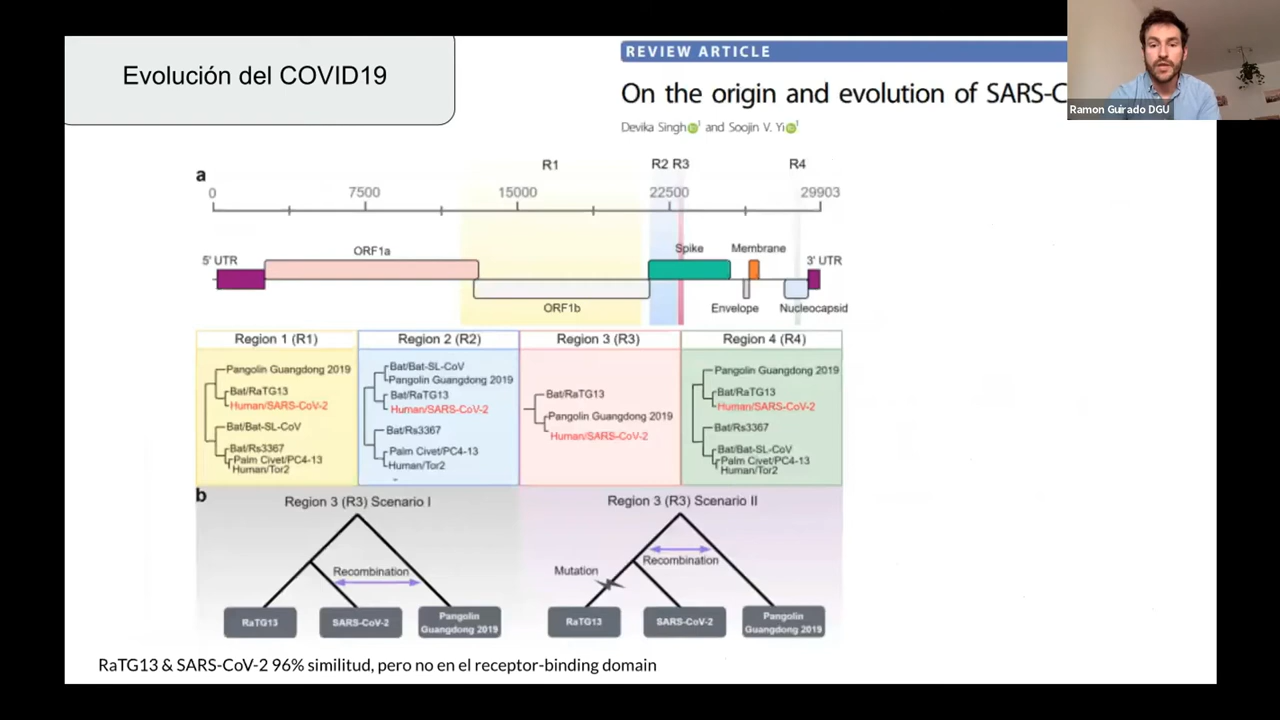 Evolución del COVID19
REVIEW ARTICLE
On the origin and evolution of SARS-C
Devika Singh 1 and Soojin V. Yi 1
Ramon Guirado DGU
a
R1 R2 R3 R4
0 7500 15000 22500 29903
5' UTR ORF1a Spike Membrane 3' UTR
ORF1b Envelope Nucleocapsid
Region 1 (R1)
Pangolin Guangdong 2019
Bat/RaTG13
Human/SARS-CoV-2
Bat/Bat-SL-CoV
Bat/Rs3367
Palm Civet/PC4-13
Human/Tor2
Region 2 (R2)
Bat/Bat-SL-CoV
Pangolin Guangdong 2019
Bat/RaTG13
Human/SARS-CoV-2
Bat/Rs3367
Palm Civet/PC4-13
Human/Tor2
Region 3 (R3)
Bat/RaTG13
Pangolin Guangdong 2019
Human/SARS-CoV-2
Region 4 (R4)
Pangolin Guangdong 2019
Bat/RaTG13
Human/SARS-CoV-2
Bat/Rs3367
Bat/Bat-SL-CoV
Palm Civet/PC4-13
Human/Tor2
b
Region 3 (R3) Scenario I
Recombination
RaTG13
SARS-CoV-2
Pangolin
Guangdong 2019
Region 3 (R3) Scenario II
Recombination
Mutation
RaTG13
SARS-CoV-2
Pangolin
Guangdong 2019
RaTG13 & SARS-CoV-2 96% similitud, pero no en el receptor-binding domain